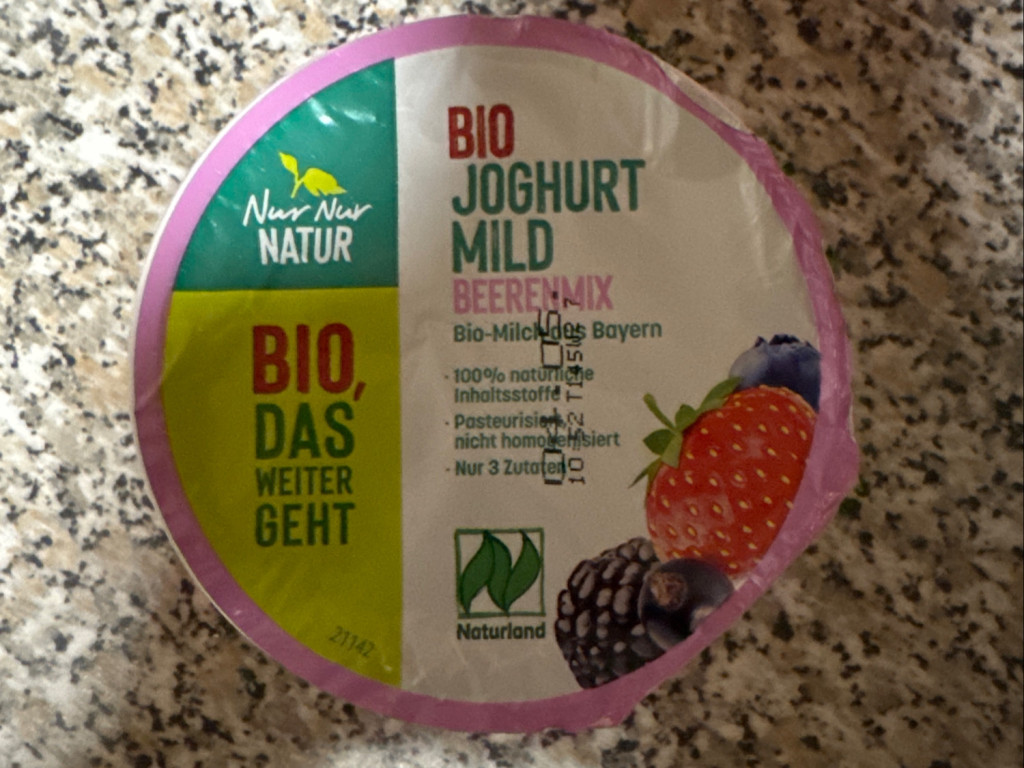 Nur Nur
NATUR
BIO,
DAS
WEITER
GEHT
21142
BIO
JOGHURT
MILD
BEERENMIX
Bio-Milch aus Bayern
· 100% natürliche
Inhaltsstoffe
· Pasteurisiert,
nicht homogenisiert
· Nur 3 Zutaten
Naturland